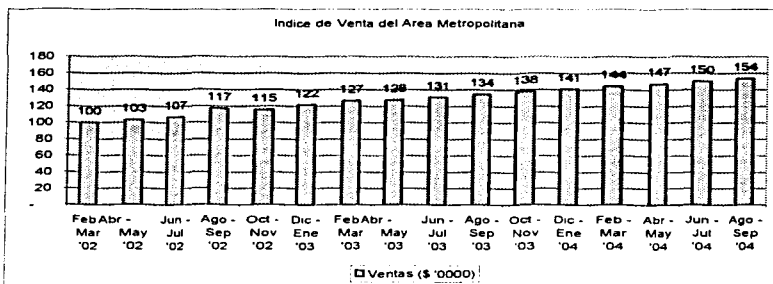 Indice de Venta del Area Metropolitana
180
160
140
120
100
80
60
40
20
-
100 103 107 117 115 122 127 128 131 134 138 141 144 147 150 154
Feb Abr - Jun - Ago - Oct - Dic - Feb Abr - Jun - Ago - Oct - Dic - Feb - Abr - Jun - Ago -
Mar May Jul Sep Nov Ene Mar May Jul Sep Nov Ene Mar May Jul Sep
'02 '02 '02 '02 '02 '03 '03 '03 '03 '03 '03 '04 '04 '04 '04 '04
Ventas ($ '0000)